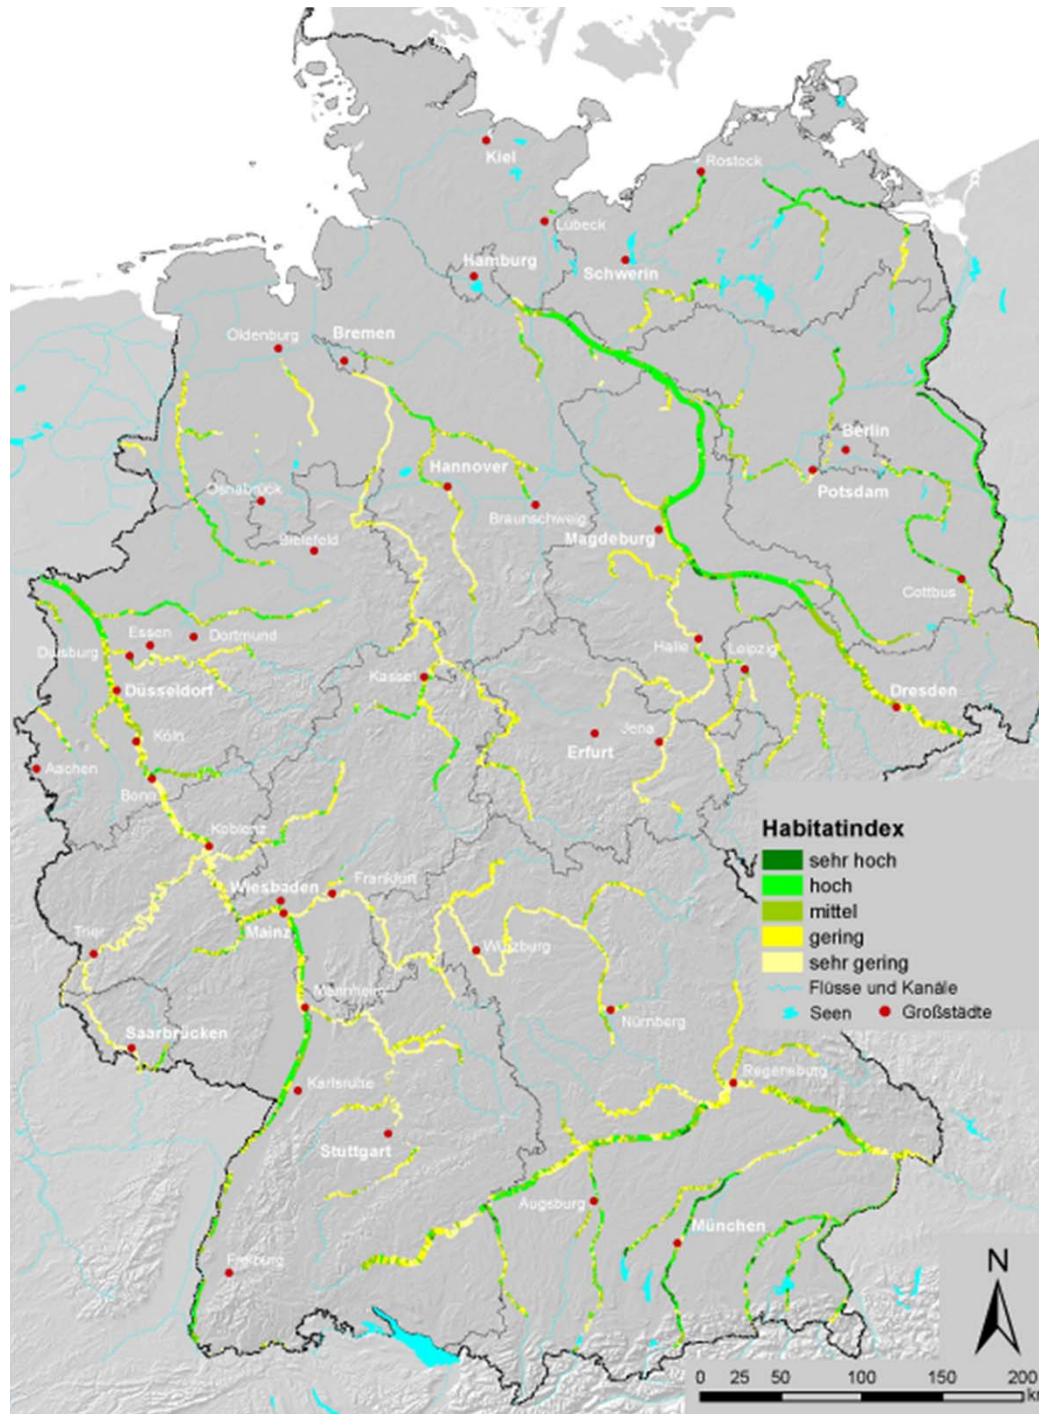 Kiel
Rostock
Lübeck
Hamburg
Schwerin
Oldenburg
Bremen
Berlin
Hannover
Potsdam
Osnabrück
Braunschweig
Bielefeld
Magdeburg
Cottbus
Essen
Dortmund
Duisburg
Halle
Leipzig
Düsseldorf
Kassel
Dresden
Köln
Jena
Erfurt
Aachen
Bonn
Koblenz
Habitatindex
sehr hoch
hoch
mittel
gering
sehr gering
Flüsse und Kanäle
Seen
Großstädte
Wiesbaden
Frankfurt
Mainz
Trier
Würzburg
Mannheim
Nürnberg
Saarbrücken
Regensburg
Karlsruhe
Stuttgart
Augsburg
München
Freiburg
N
0 25 50 100 150 200